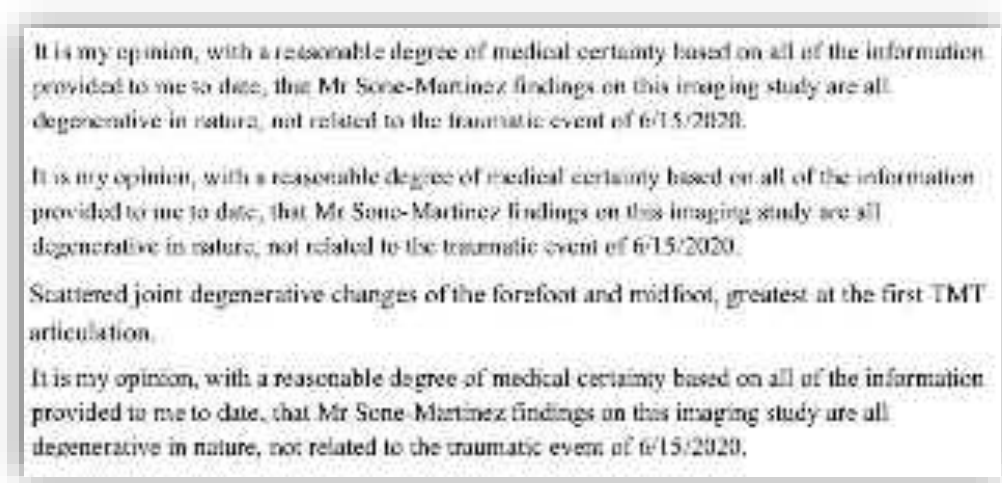 It is my opinion, with a reasonable degree of medical certainty based on all of the information
provided to me to date, that Mr Sone-Martinez findings on this imaging study are all
degenerative in nature, not related to the traumatic event of 6/15/2020.
It is my opinion, with a reasonable degree of medical certainty based on all of the information
provided to me to date, that Mr Sone-Martinez findings on this imaging study are all
degenerative in nature, not related to the traumatic event of 6/15/2020.
Scattered joint degenerative changes of the forefoot and midfoot, greatest at the first TMT
articulation.
It is my opinion, with a reasonable degree of medical certainty based on all of the information
provided to me to date, that Mr Sone-Martinez findings on this imaging study are all
degenerative in nature, not related to the traumatic event of 6/15/2020.